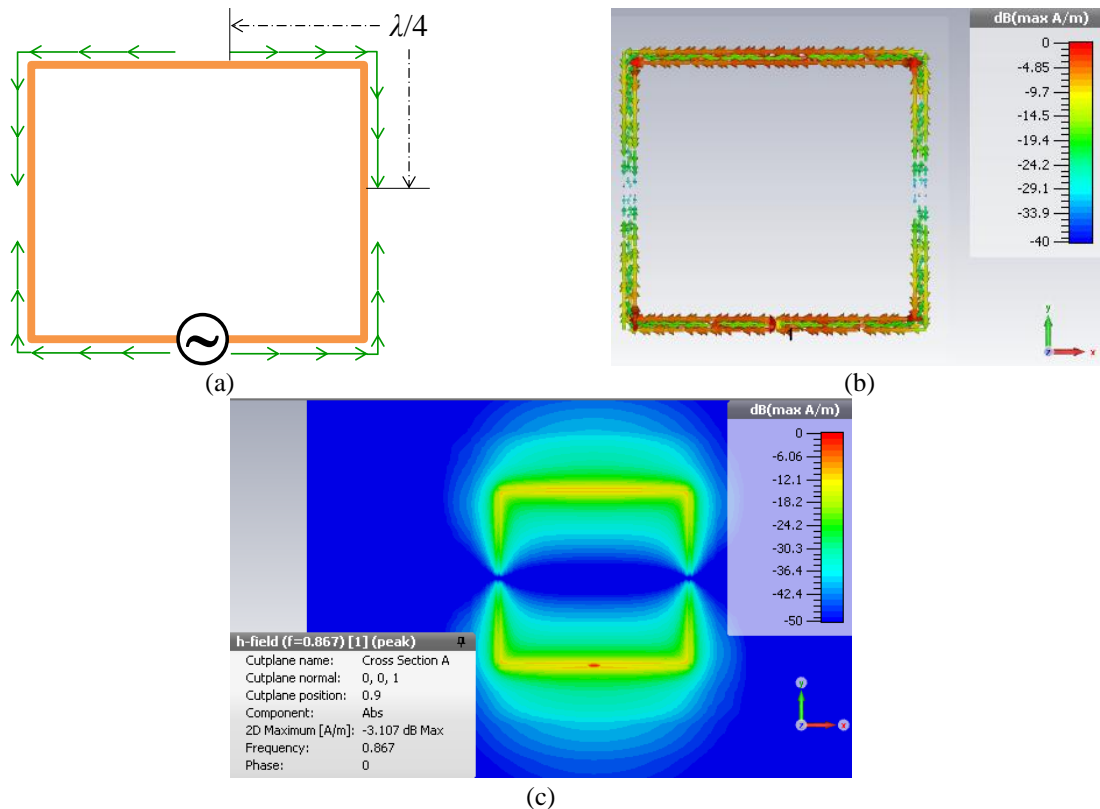 λ/4
~
(a)
dB(max A/m)
0
-4.85
-9.7
-14.5
-19.4
-24.2
-29.1
-33.9
-40
1
y
z
x
(b)
dB(max A/m)
0
-6.06
-12.1
-18.2
-24.2
-30.3
-36.4
-42.4
-50
h-field (f=0.867) [1] (peak)
Cutplane name: Cross Section A
Cutplane normal: 0, 0, 1
Cutplane position: 0.9
Component: Abs
2D Maximum [A/m]: -3.107 dB Max
Frequency: 0.867
Phase: 0
y
z
x
(c)